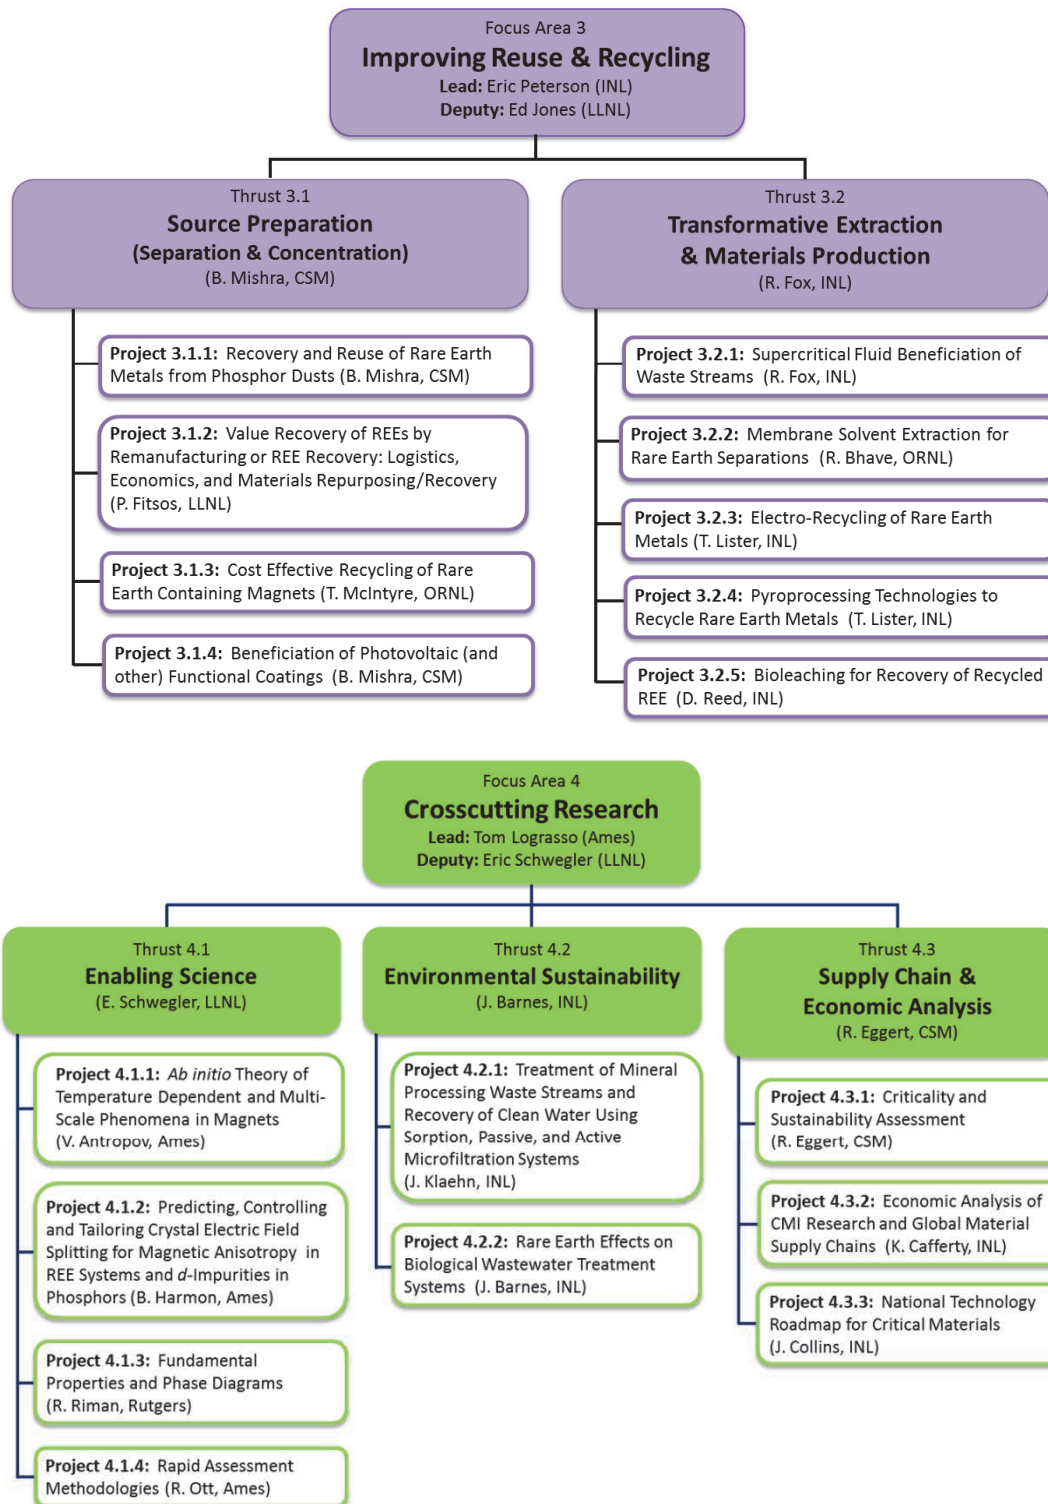 Focus Area 3
Improving Reuse & Recycling
Lead: Eric Peterson (INL)
Deputy: Ed Jones (LLNL)
Thrust 3.1
Source Preparation
(Separation & Concentration)
(B. Mishra, CSM)
Project 3.1.1: Recovery and Reuse of Rare Earth
Metals from Phosphor Dusts (B. Mishra, CSM)
Project 3.1.2: Value Recovery of REEs by
Remanufacturing or REE Recovery: Logistics,
Economics, and Materials Repurposing/Recovery
(P. Fitsos, LLNL)
Project 3.1.3: Cost Effective Recycling of Rare
Earth Containing Magnets (T. McIntyre, ORNL)
Project 3.1.4: Beneficiation of Photovoltaic (and
other) Functional Coatings (B. Mishra, CSM)
Thrust 3.2
Transformative Extraction
& Materials Production
(R. Fox, INL)
Project 3.2.1: Supercritical Fluid Beneficiation of
Waste Streams (R. Fox, INL)
Project 3.2.2: Membrane Solvent Extraction for
Rare Earth Separations (R. Bhave, ORNL)
Project 3.2.3: Electro-Recycling of Rare Earth
Metals (T. Lister, INL)
Project 3.2.4: Pyroprocessing Technologies to
Recycle Rare Earth Metals (T. Lister, INL)
Project 3.2.5: Bioleaching for Recovery of Recycled
REE (D. Reed, INL)
Focus Area 4
Crosscutting Research
Lead: Tom Lograsso (Ames)
Deputy: Eric Schwegler (LLNL)
Thrust 4.1
Enabling Science
(E. Schwegler, LLNL)
Project 4.1.1: Ab initio Theory of
Temperature Dependent and Multi-
Scale Phenomena in Magnets
(V. Antropov, Ames)
Project 4.1.2: Predicting, Controlling
and Tailoring Crystal Electric Field
Splitting for Magnetic Anisotropy in
REE Systems and d-Impurities in
Phosphors (B. Harmon, Ames)
Project 4.1.3: Fundamental
Properties and Phase Diagrams
(R. Riman, Rutgers)
Project 4.1.4: Rapid Assessment
Methodologies (R. Ott, Ames)
Thrust 4.2
Environmental Sustainability
(J. Barnes, INL)
Project 4.2.1: Treatment of Mineral
Processing Waste Streams and
Recovery of Clean Water Using
Sorption, Passive, and Active
Microfiltration Systems
(J. Klaehn, INL)
Project 4.2.2: Rare Earth Effects on
Biological Wastewater Treatment
Systems (J. Barnes, INL)
Thrust 4.3
Supply Chain &
Economic Analysis
(R. Eggert, CSM)
Project 4.3.1: Criticality and
Sustainability Assessment
(R. Eggert, CSM)
Project 4.3.2: Economic Analysis of
CMI Research and Global Material
Supply Chains (K. Cafferty, INL)
Project 4.3.3: National Technology
Roadmap for Critical Materials
(J. Collins, INL)